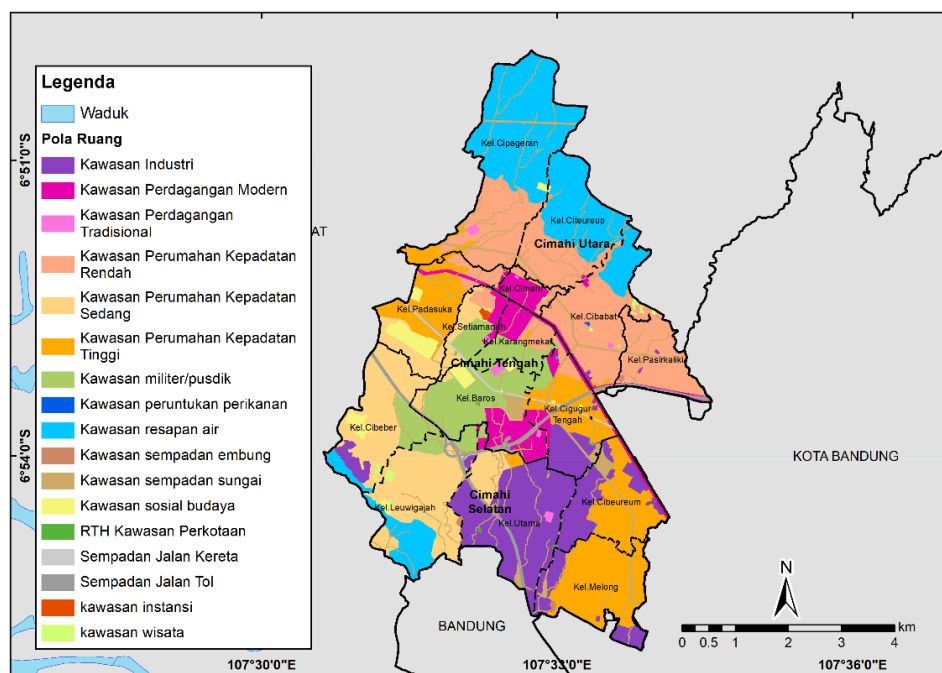 Legenda
Waduk
Pola Ruang
Kawasan Industri
Kawasan Perdagangan Modern
Kawasan Perdagangan
Tradisional
Kawasan Perumahan Kepadatan
Rendah
Kawasan Perumahan Kepadatan
Sedang
Kawasan Perumahan Kepadatan
Tinggi
Kawasan militer/pusdik
Kawasan peruntukan perikanan
Kawasan resapan air
Kawasan sempadan embung
Kawasan sempadan sungai
Kawasan sosial budaya
RTH Kawasan Perkotaan
Sempadan Jalan Kereta
Sempadan Jalan Tol
kawasan instansi
kawasan wisata
6°51'0"S
6°54'0"S
AT
Kel.Cipageran
Kel.Citeureup
Cimahi Utara
Kel.Cimahi
Kel.Padasuka
Kel.Setiamanah
Kel.Cibabat
Kel.Karangmekar
Kel.Pasirkaliki
Cimahi Tengah
Kel.Baros
Kel.Cigugur
Tengah
Kel.Cibeber
KOTA BANDUNG
Cimahi
Selatan
Kel.Leuwigajah
Kel.Cibeureum
Kel.Utama
Kel.Melong
BANDUNG
N
0 0.5 1 2 3 4
km
107°30'0"E
107°33'0"E
107°36'0"E